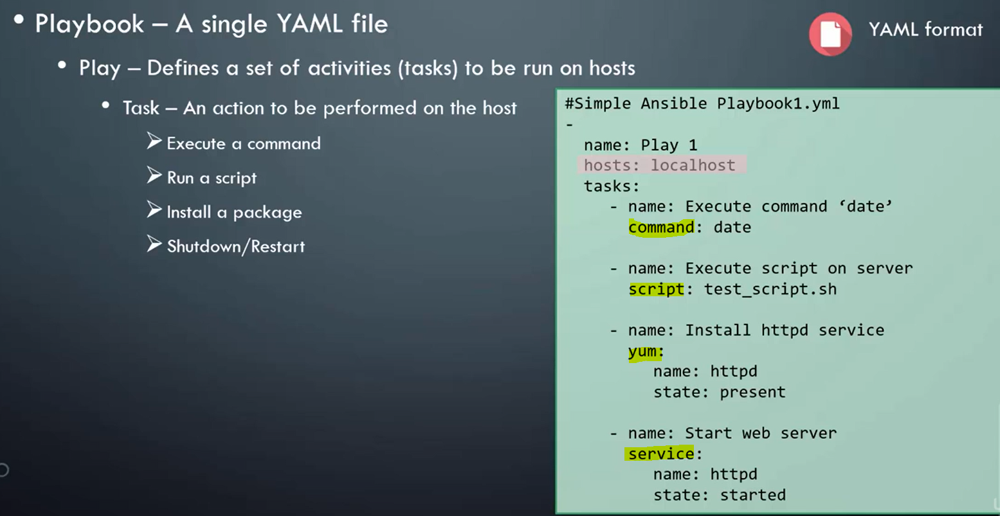 • Playbook – A single YAML file
YAML format
• Play – Defines a set of activities (tasks) to be run on hosts
• Task – An action to be performed on the host
➢ Execute a command
➢ Run a script
➢ Install a package
➢ Shutdown/Restart
#Simple Ansible Playbook1.yml
-
name: Play 1
hosts: localhost
tasks:
- name: Execute command ‘date’
command: date
- name: Execute script on server
script: test_script.sh
- name: Install httpd service
yum:
name: httpd
state: present
- name: Start web server
service:
name: httpd
state: started